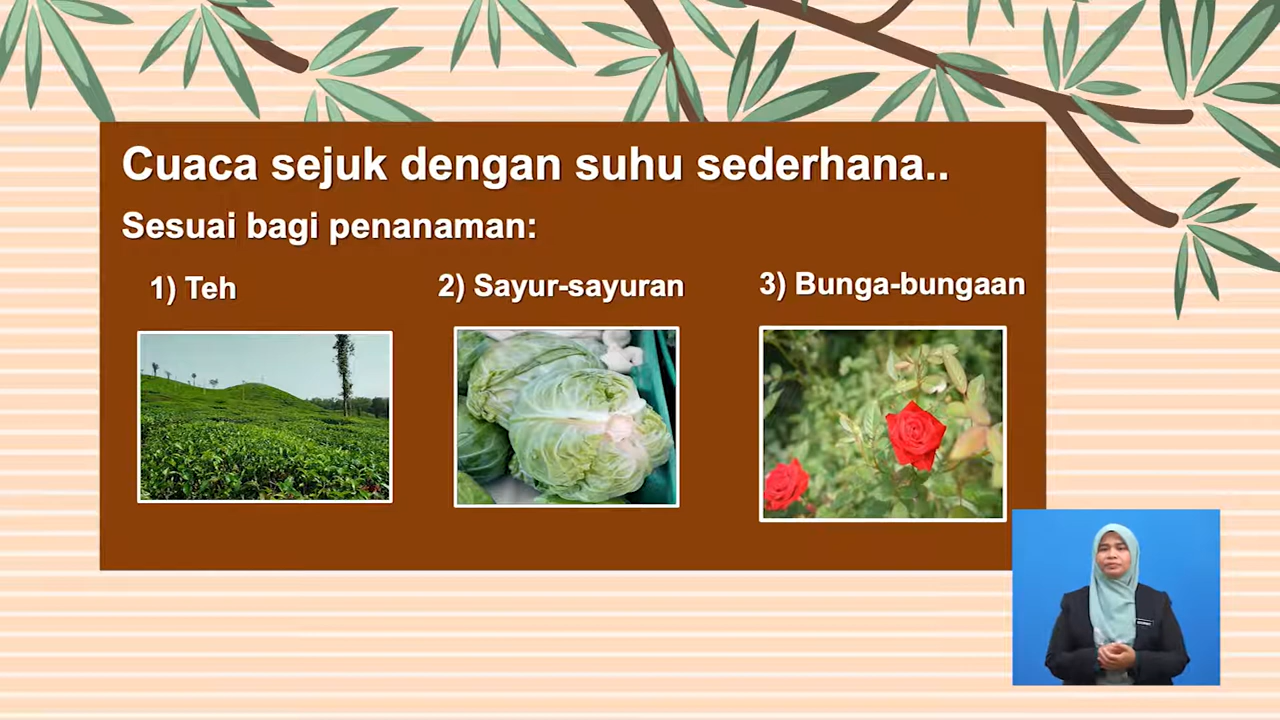 Cuaca sejuk dengan suhu sederhana..
Sesuai bagi penanaman:
1) Teh
2) Sayur-sayuran
3) Bunga-bungaan